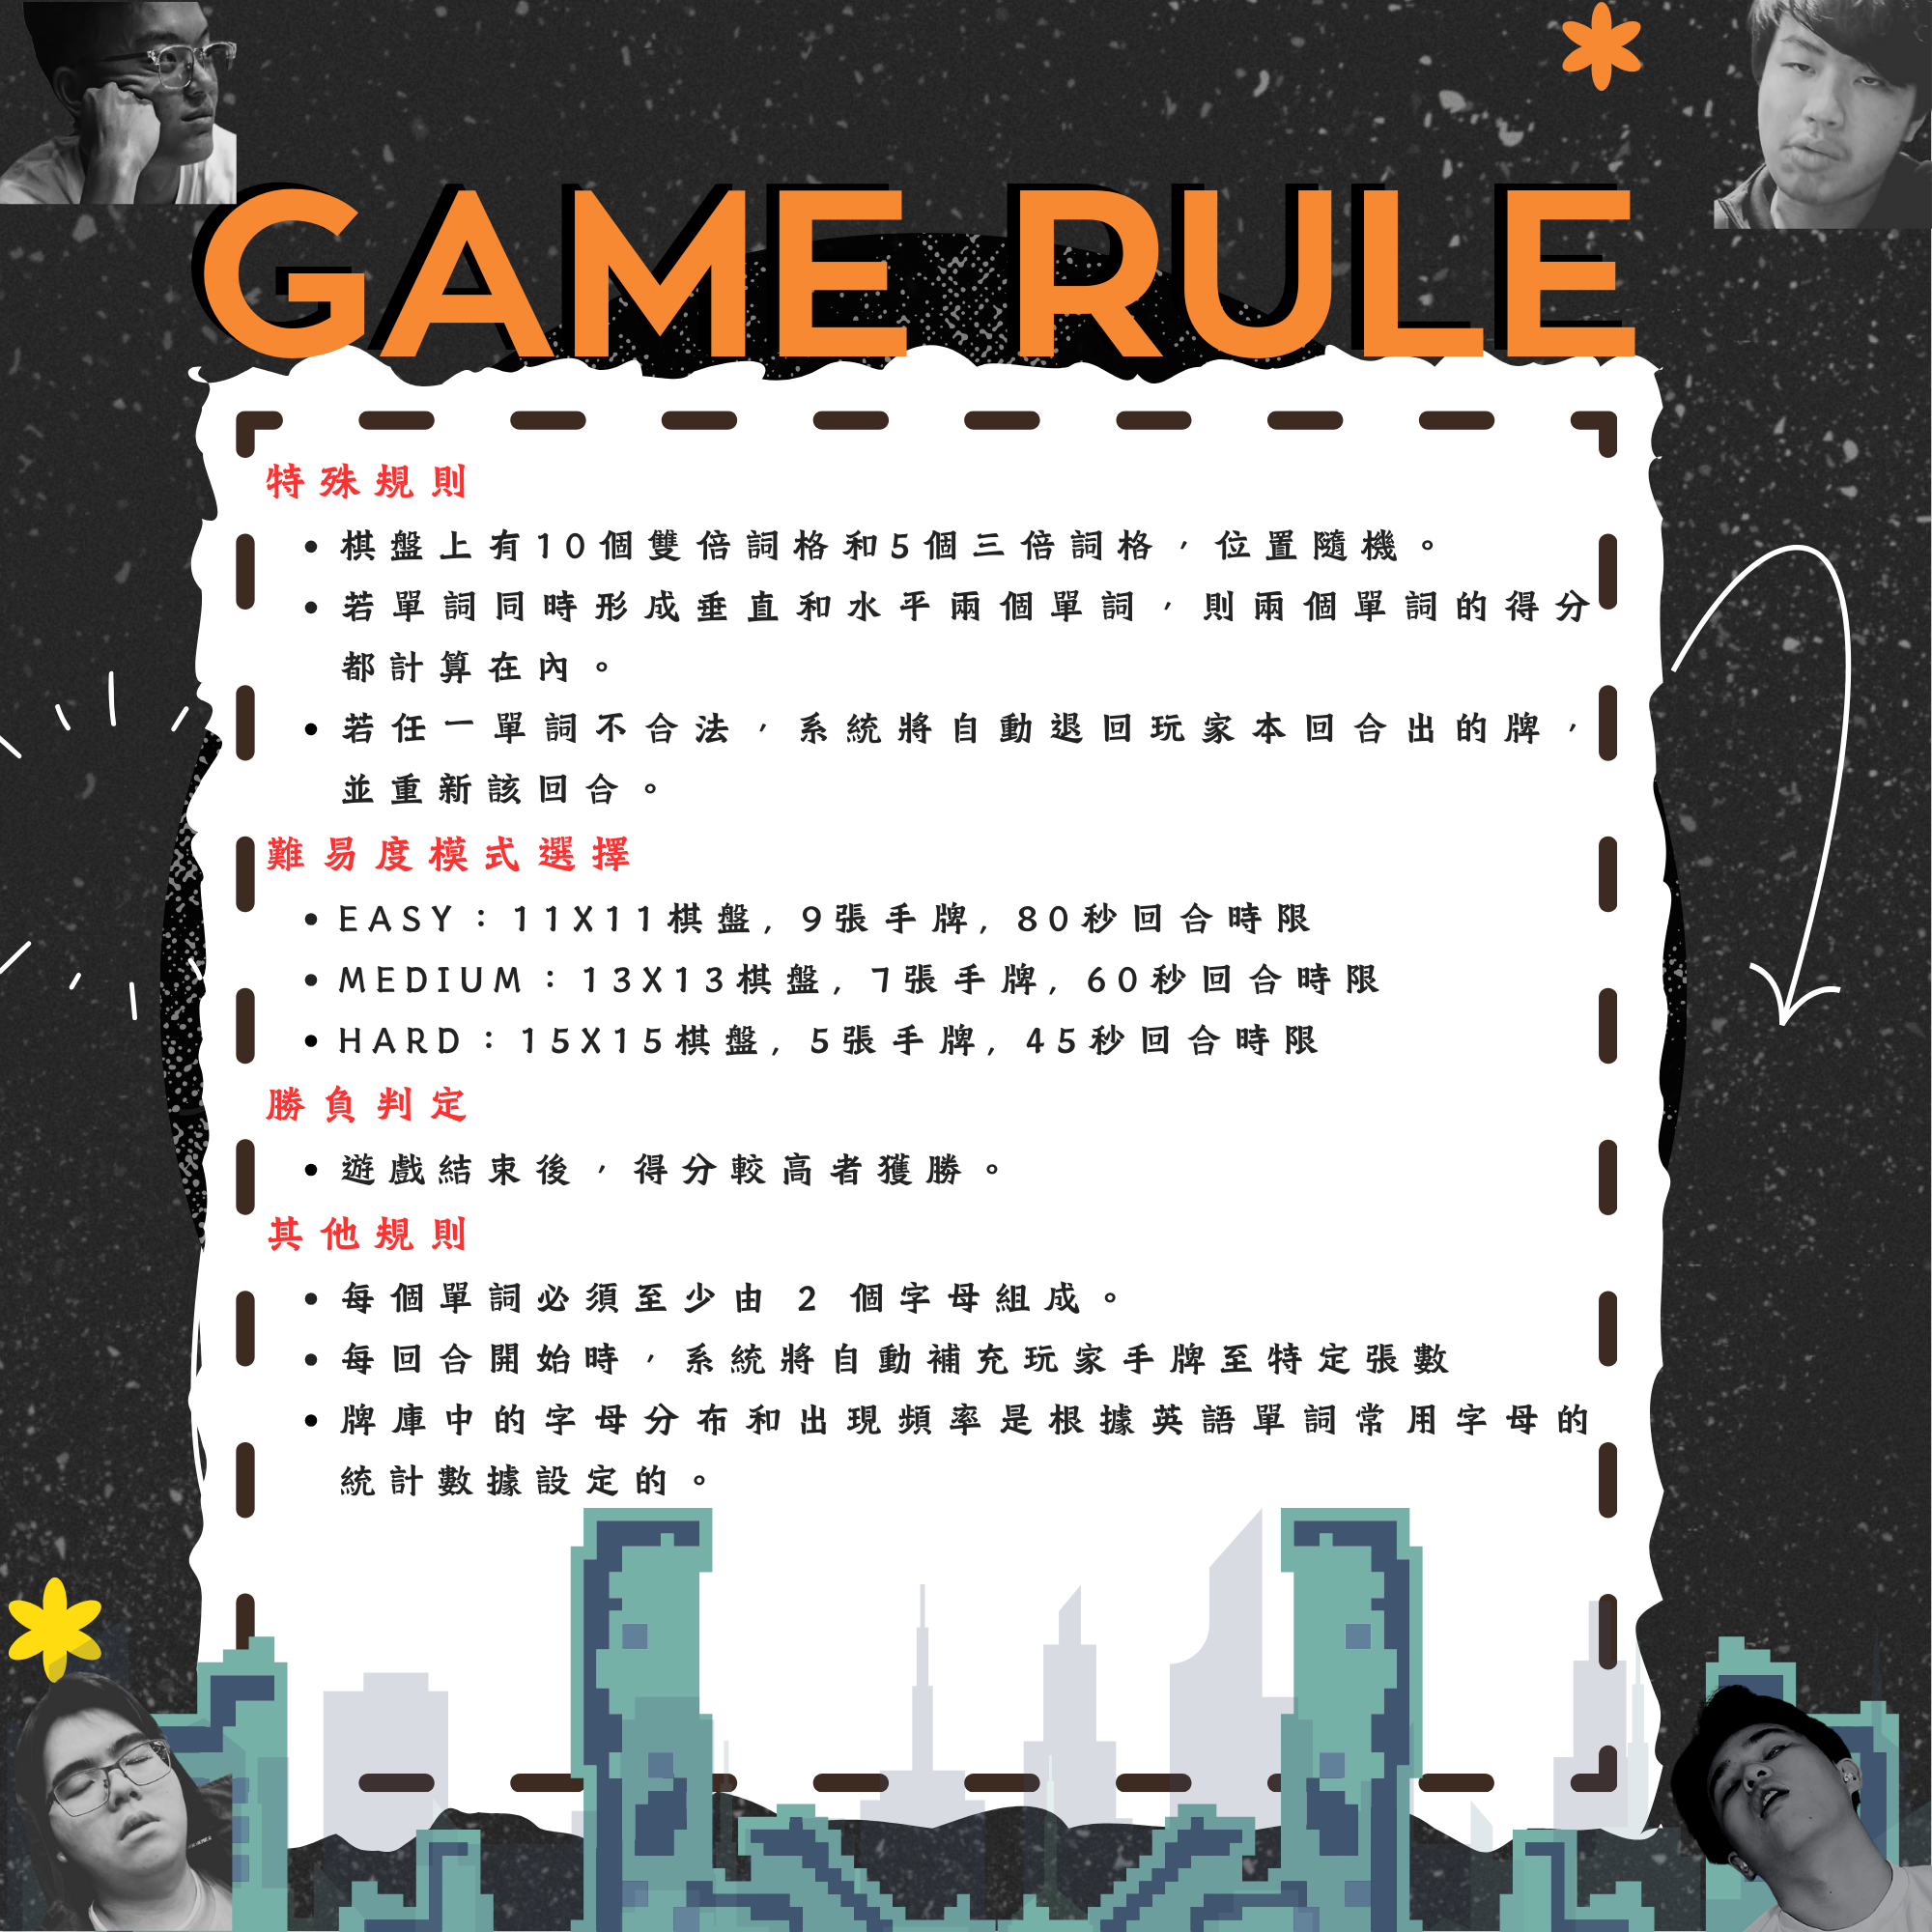 GAME RULE
特殊規則
棋盤上有10個雙倍詞格和5個三倍詞格，位置隨機。
若單詞同時形成垂直和水平兩個單詞，則兩個單詞的得分
都計算在內。
若任一單詞不合法，系統將自動退回玩家本回合出的牌，
並重新該回合。
難易度模式選擇
EASY：11X11棋盤, 9張手牌, 80秒回合時限
MEDIUM：13X13棋盤, 7張手牌, 60秒回合時限
HARD：15X15棋盤, 5張手牌, 45秒回合時限
勝負判定
遊戲結束後，得分較高者獲勝。
其他規則
每個單詞必須至少由 2 個字母組成。
每回合開始時，系統將自動補充玩家手牌至特定張數
牌庫中的字母分布和出現頻率是根據英語單詞常用字母的
統計數據設定的。